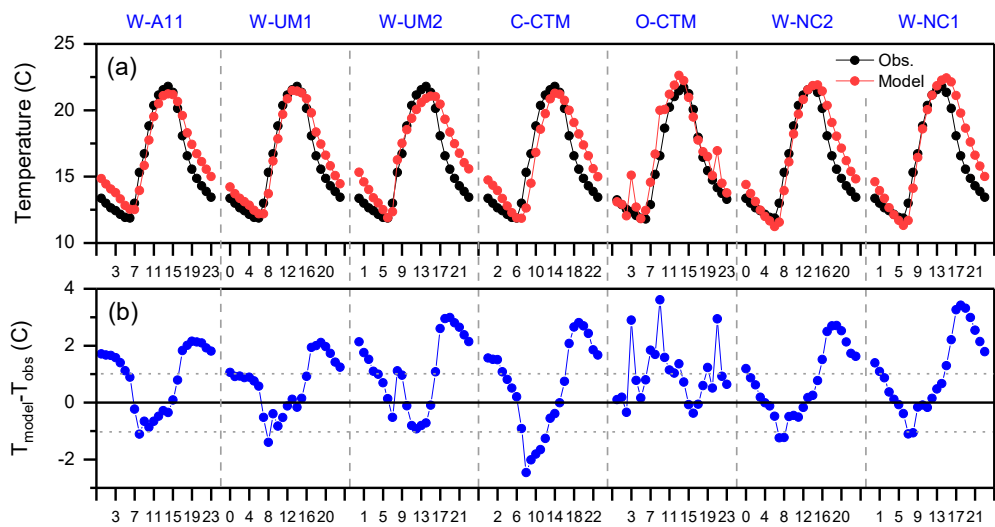 W-A11 W-UM1 W-UM2 C-CTM O-CTM W-NC2 W-NC1
25
(a)
Obs.
Model
20
15
10
Temperature (C)
3 7 11 15 19 23 0 4 8 12 16 20 1 5 9 13 17 21 2 6 10 14 18 22 3 7 11 15 19 23 0 4 8 12 16 20 1 5 9 13 17 21
4
(b)
2
0
-2
Tmodel-Tobs (C)
3 7 11 15 19 23 0 4 8 12 16 20 1 5 9 13 17 21 2 6 10 14 18 22 3 7 11 15 19 23 0 4 8 12 16 20 1 5 9 13 17 21